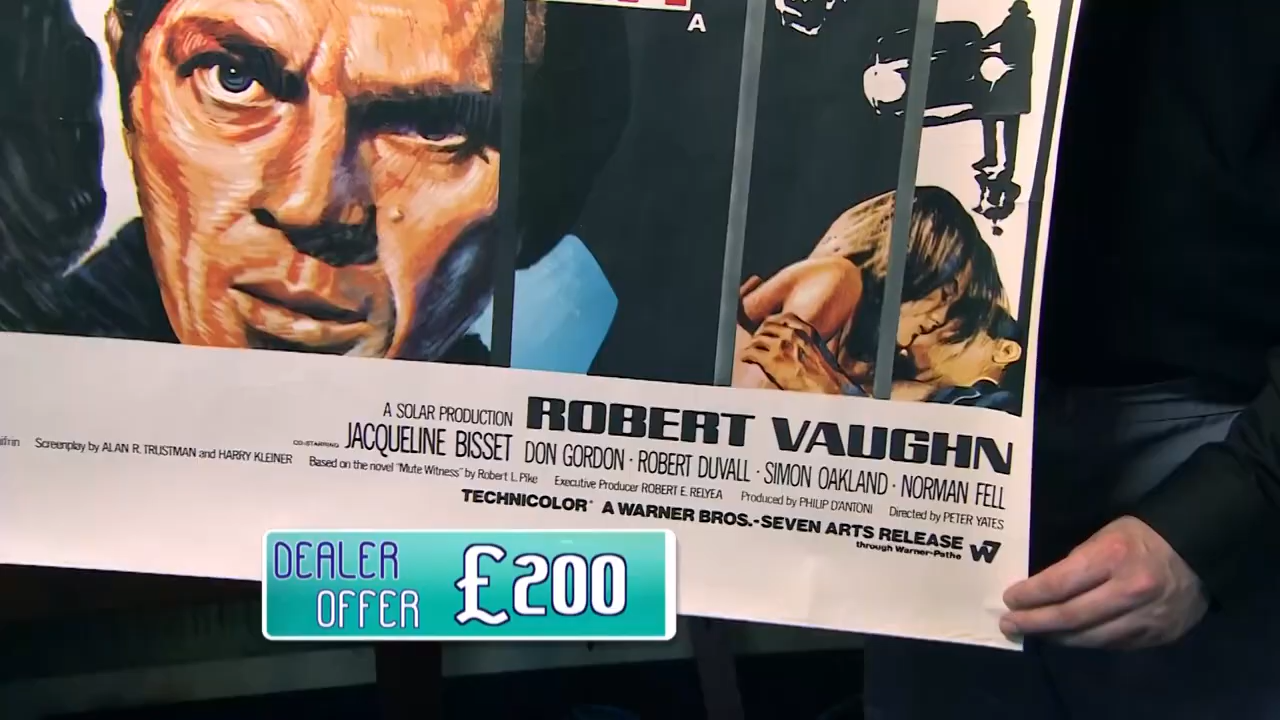 A
A SOLAR PRODUCTION ROBERT VAUGHN
CO-STARRING JACQUELINE BISSET DON GORDON · ROBERT DUVALL · SIMON OAKLAND · NORMAN FELL
Screenplay by ALAN R. TRUSTMAN and HARRY KLEINER Based on the novel "Mute Witness" by Robert L. Pike Executive Producer ROBERT E. RELYEA Produced by PHILIP D'ANTONI Directed by PETER YATES
TECHNICOLOR® A WARNER BROS.-SEVEN ARTS RELEASE W7
through Warner-Pathe
DEALER
OFFER £200